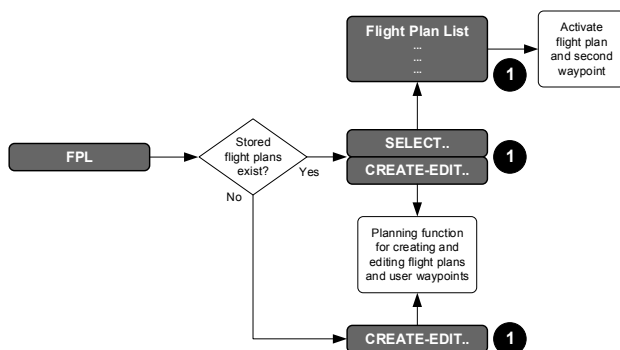 Flight Plan List
...
...
...
1
Activate
flight plan
and second
waypoint
FPL
Stored
flight plans
exist?
Yes
No
SELECT..
CREATE-EDIT..
1
Planning function
for creating and
editing flight plans
and user waypoints
CREATE-EDIT..
1